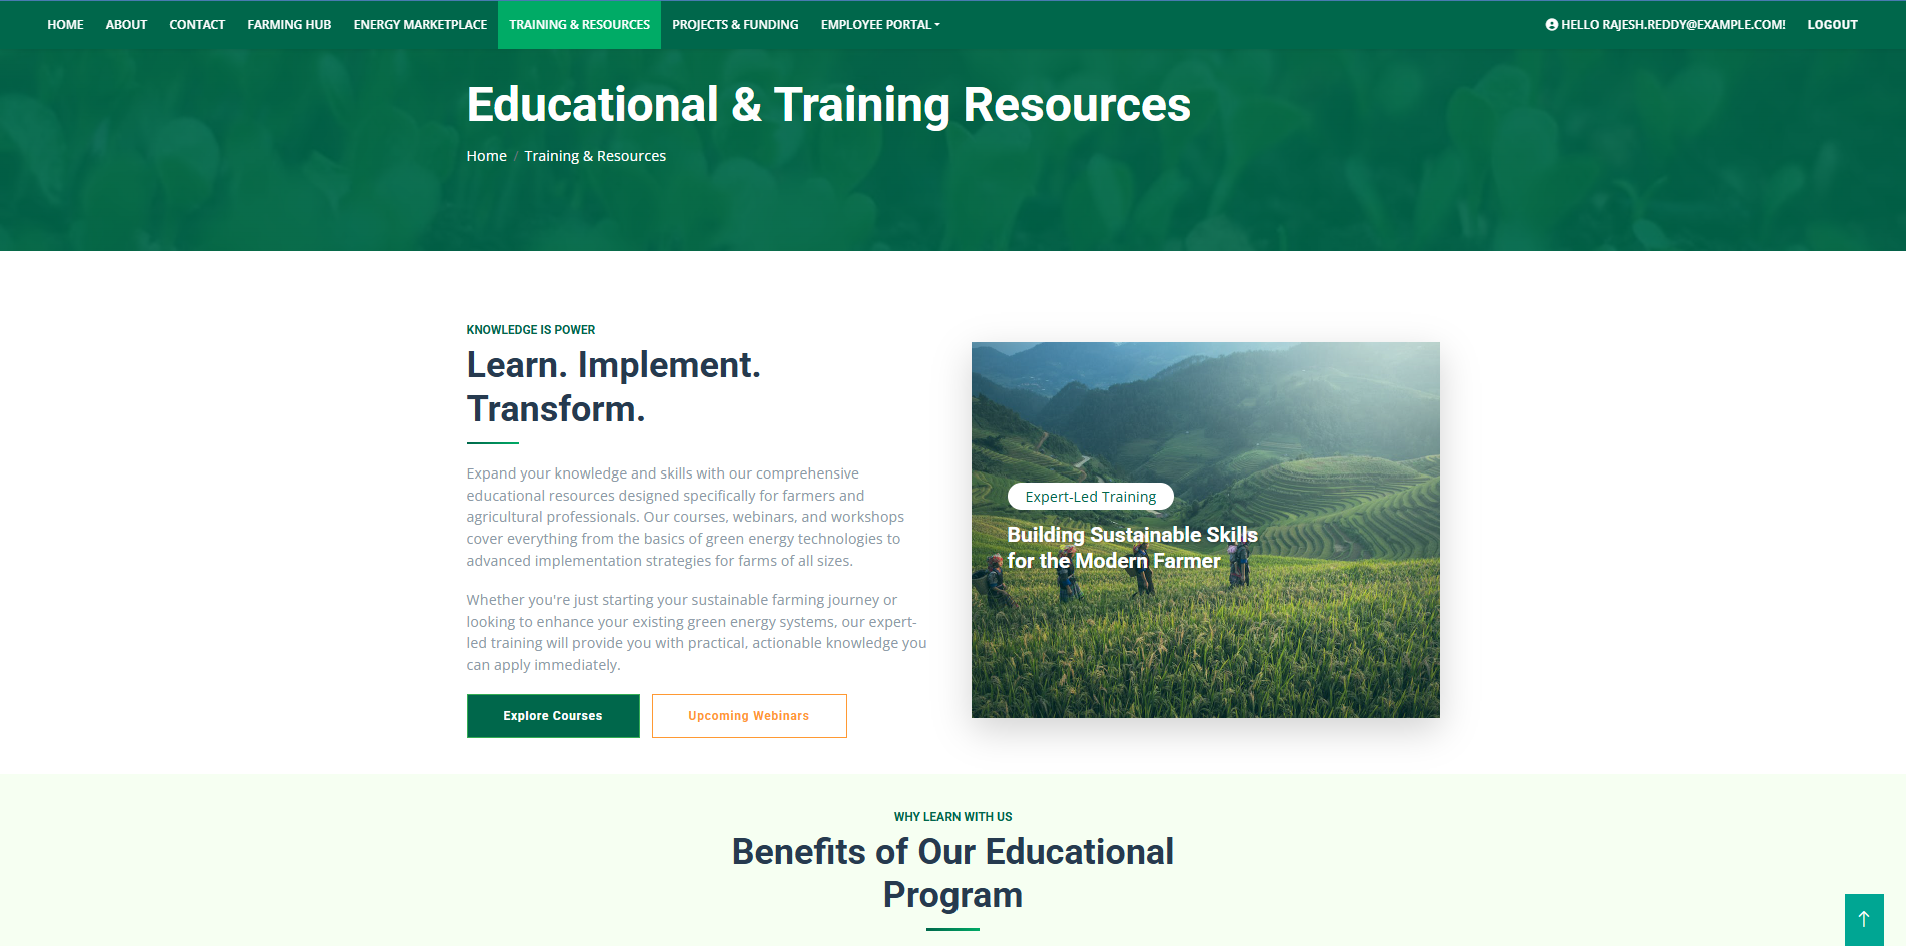 HOME ABOUT CONTACT FARMING HUB ENERGY MARKETPLACE TRAINING & RESOURCES PROJECTS & FUNDING EMPLOYEE PORTAL HELLO RAJESH.REDDY@EXAMPLE.COM! LOGOUT
Educational & Training Resources
Home / Training & Resources
KNOWLEDGE IS POWER
Learn. Implement.
Transform.
Expand your knowledge and skills with our comprehensive
educational resources designed specifically for farmers and
agricultural professionals. Our courses, webinars, and workshops
cover everything from the basics of green energy technologies to
advanced implementation strategies for farms of all sizes.
Whether you're just starting your sustainable farming journey or
looking to enhance your existing green energy systems, our expert-
led training will provide you with practical, actionable knowledge you
can apply immediately.
Explore Courses Upcoming Webinars
Expert-Led Training
Building Sustainable Skills
for the Modern Farmer
WHY LEARN WITH US
Benefits of Our Educational
Program